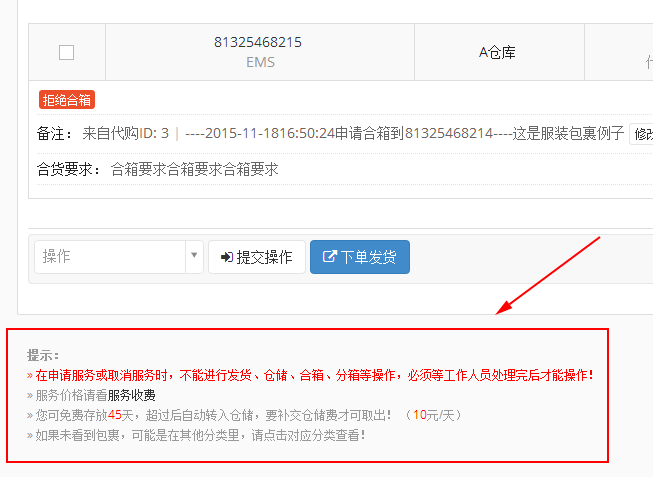 81325468215
EMS
A仓库
拒绝合箱
备注： 来自代购ID: 3 | ----2015-11-1816:50:24申请合箱到81325468214----这是服装包裹例子 修改
合货要求： 合箱要求合箱要求合箱要求
操作 提交操作 下单发货
提示：
» 在申请服务或取消服务时，不能进行发货、仓储、合箱、分箱等操作，必须等工作人员处理完后才能操作！
» 服务价格请看服务收费
» 您可免费存放45天，超过后自动转入仓储，要补交仓储费才可取出！（10元/天）
» 如果未看到包裹，可能是在其他分类里，请点击对应分类查看！